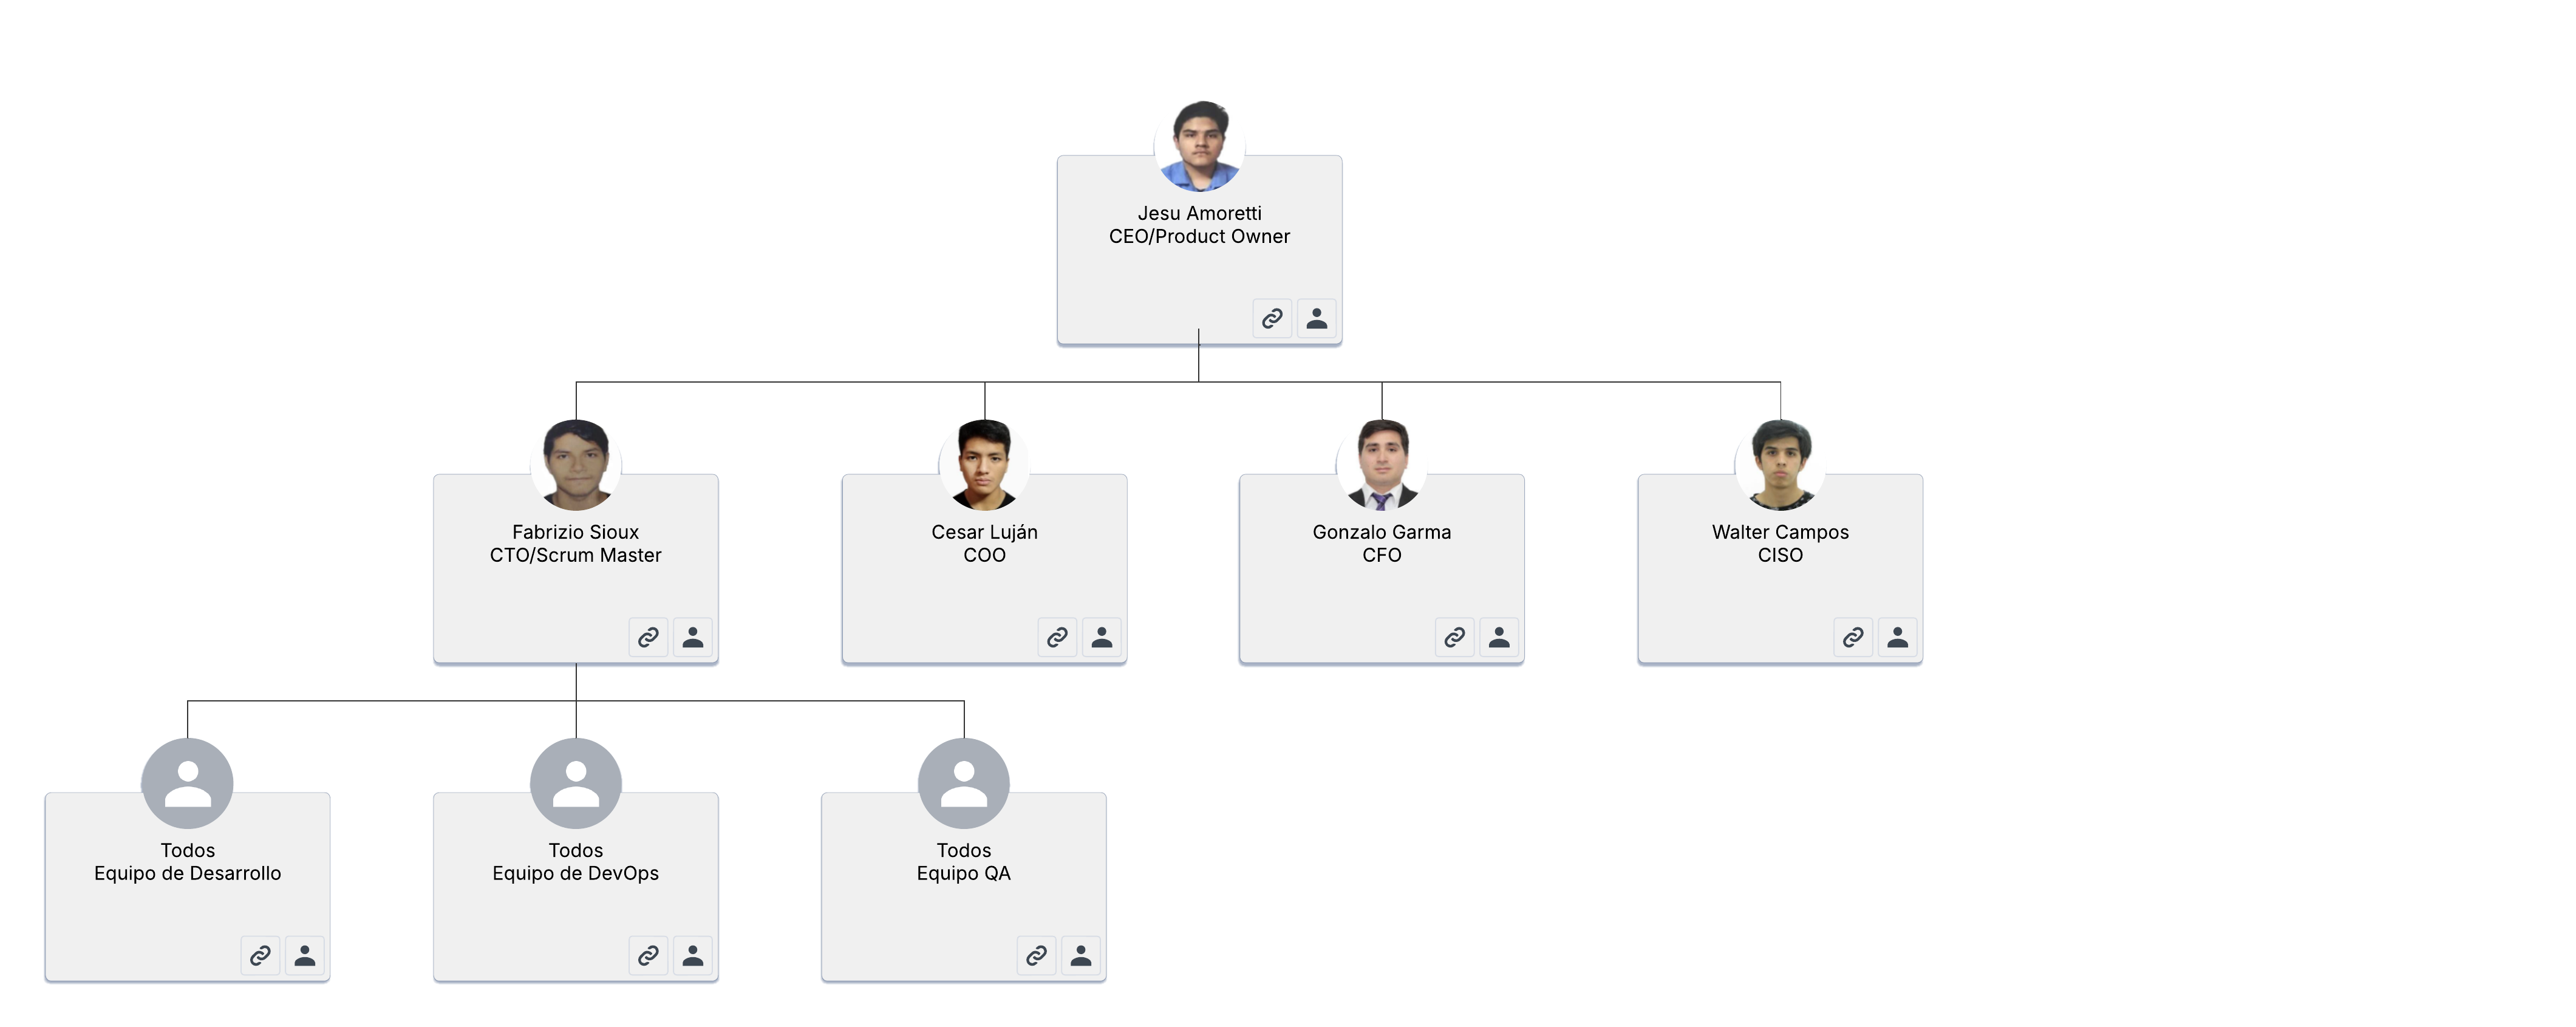 Jesu Amoretti
CEO/Product Owner
Fabrizio Sioux
CTO/Scrum Master
Cesar Luján
COO
Gonzalo Garma
CFO
Walter Campos
CISO
Todos
Equipo de Desarrollo
Todos
Equipo de DevOps
Todos
Equipo QA